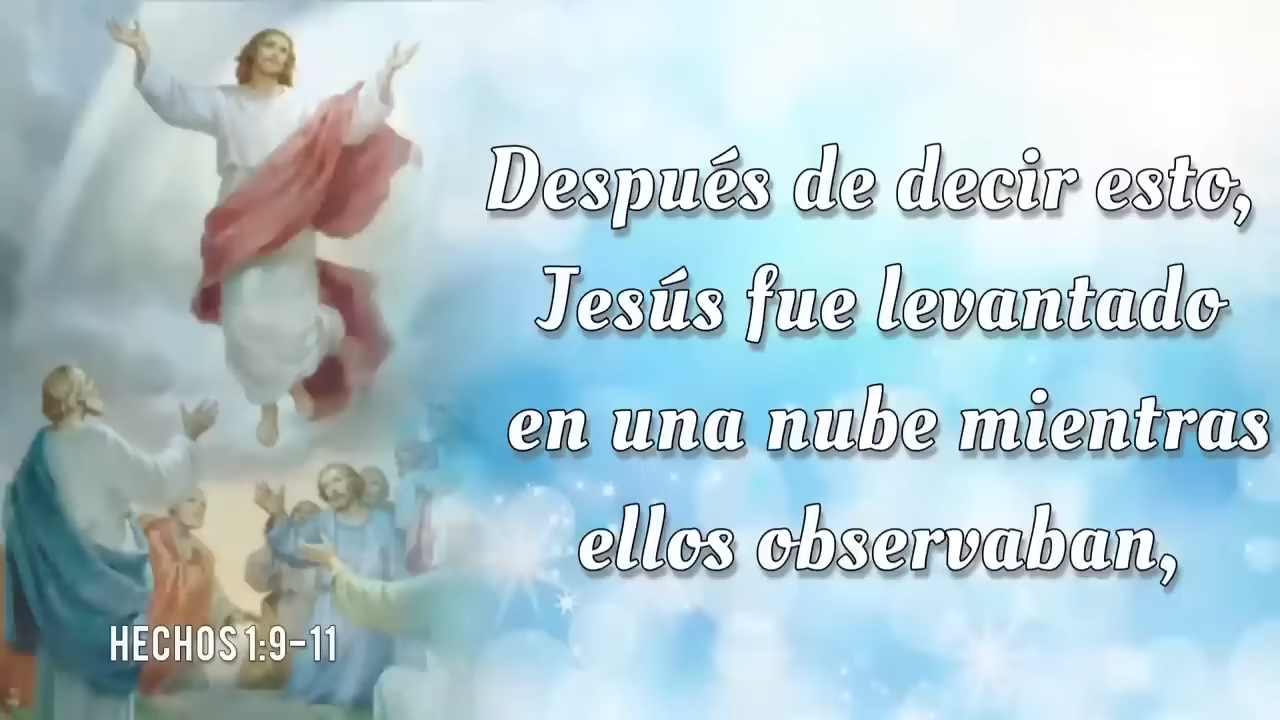 Después de decir esto,
Jesús fue levantado
en una nube mientras
ellos observaban,
HECHOS 1:9-11